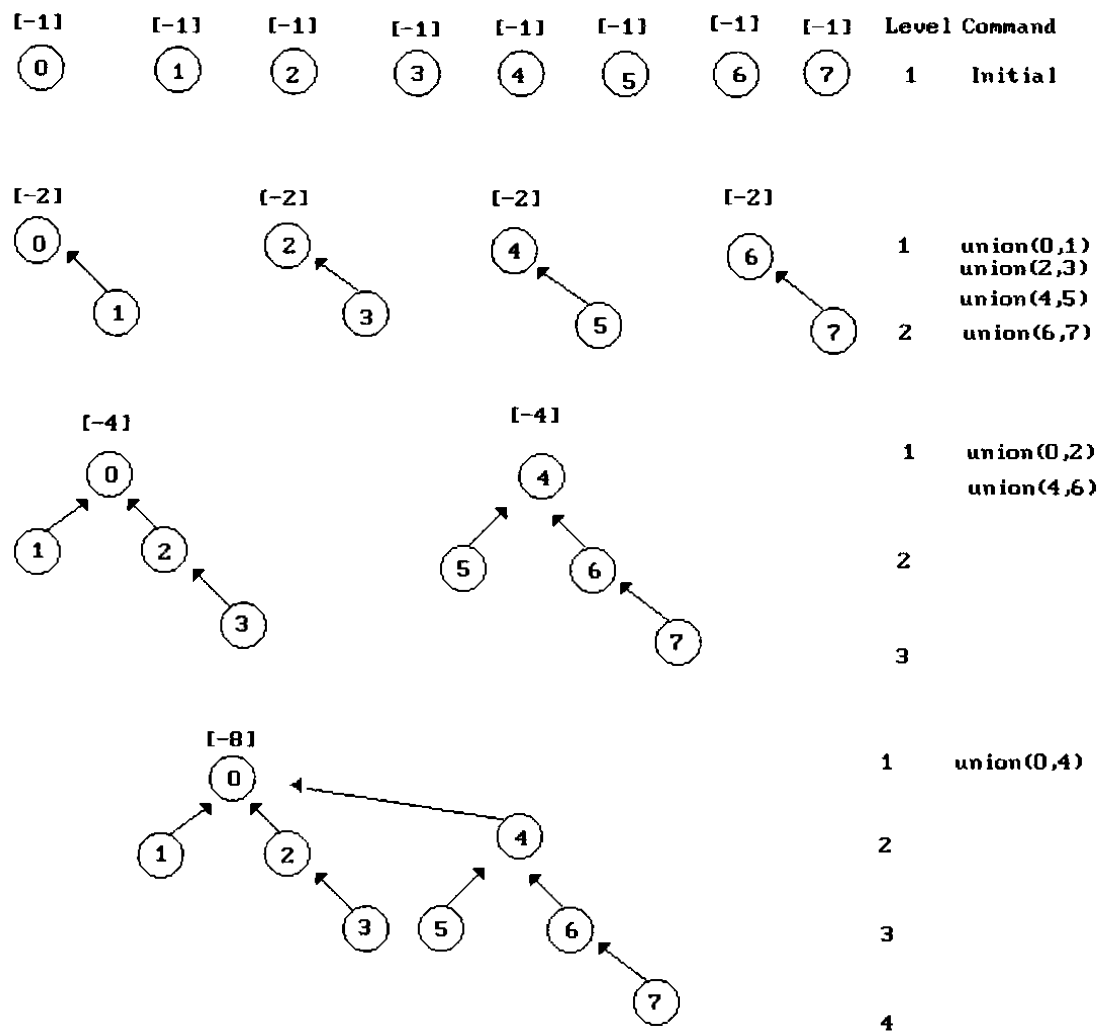 [-1] [-1] [-1] [-1] [-1] [-1] [-1] [-1] Level Command
0 1 2 3 4 5 6 7 1 Initial
[-2] [-2] [-2] [-2]
0 2 4 6 1 union(0,1)
union(2,3)
union(4,5)
1 3 5 7 2 union(6,7)
[-4] [-4]
0 4 1 union(0,2)
union(4,6)
1 2 5 6 2
3 7 3
[-8]
0 1 union(0,4)
1 2 4 2
3 5 6 3
7 4